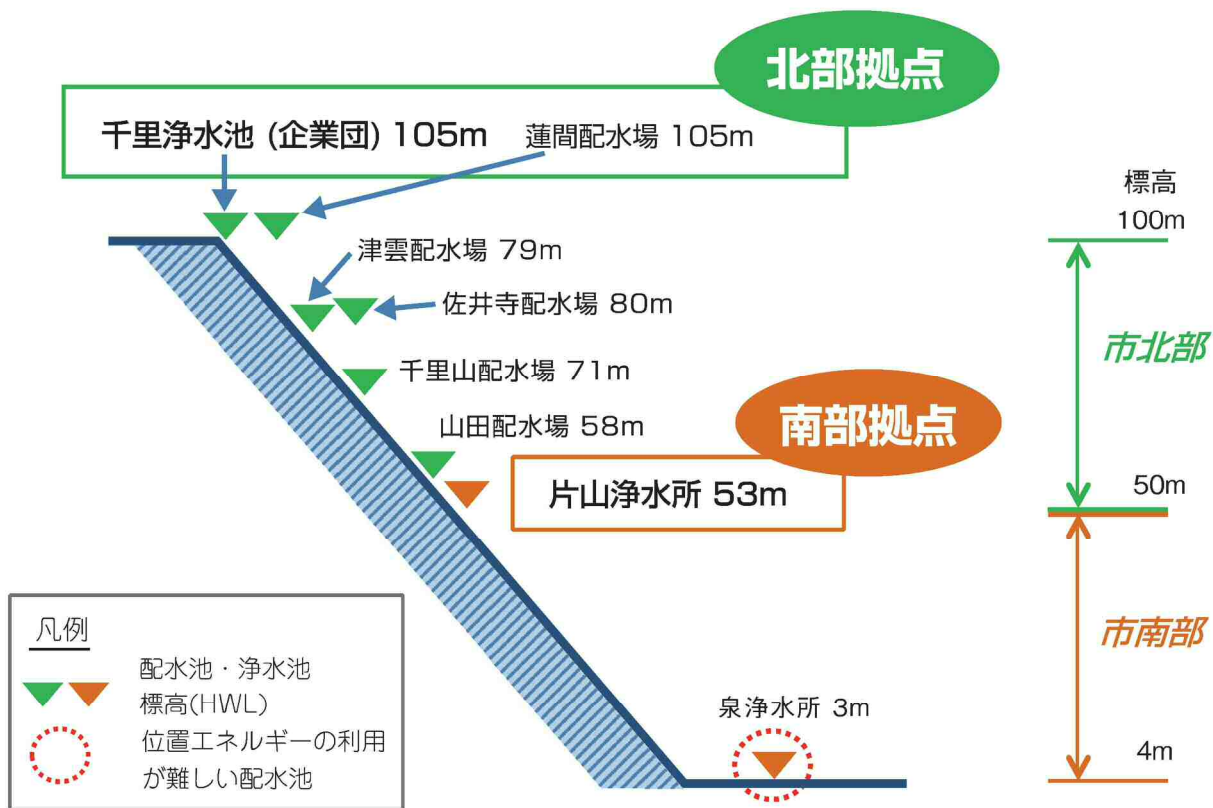 北部拠点
千里浄水池 (企業団) 105m
蓮間配水場 105m
標高
100m
津雲配水場 79m
佐井寺配水場 80m
市北部
千里山配水場 71m
南部拠点
山田配水場 58m
片山浄水所 53m
50m
市南部
凡例
配水池・浄水池
標高(HWL)
位置エネルギーの利用
が難しい配水池
泉浄水所 3m
4m